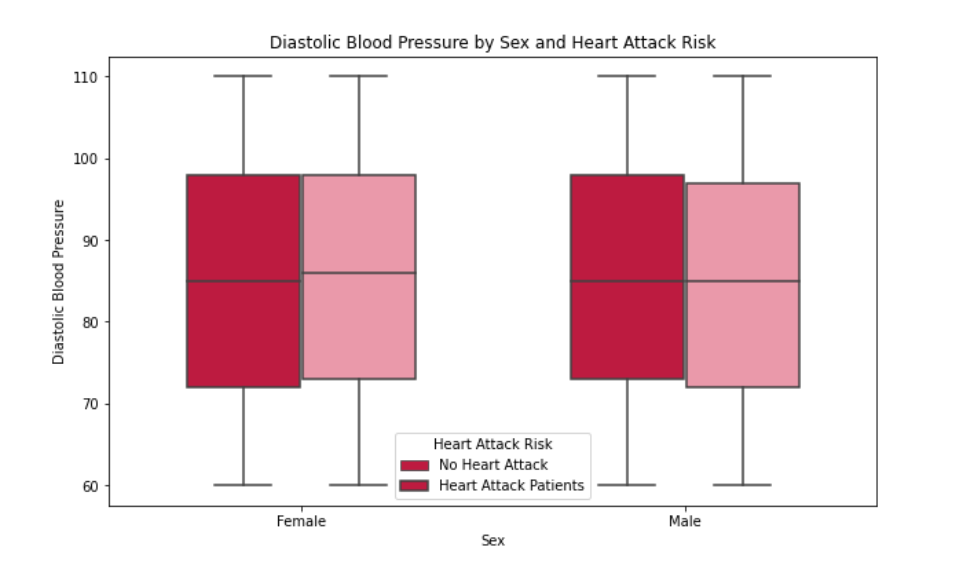 Diastolic Blood Pressure by Sex and Heart Attack Risk
Diastolic Blood Pressure
110
100
90
80
70
60
Heart Attack Risk
No Heart Attack
Heart Attack Patients
Female
Male
Sex